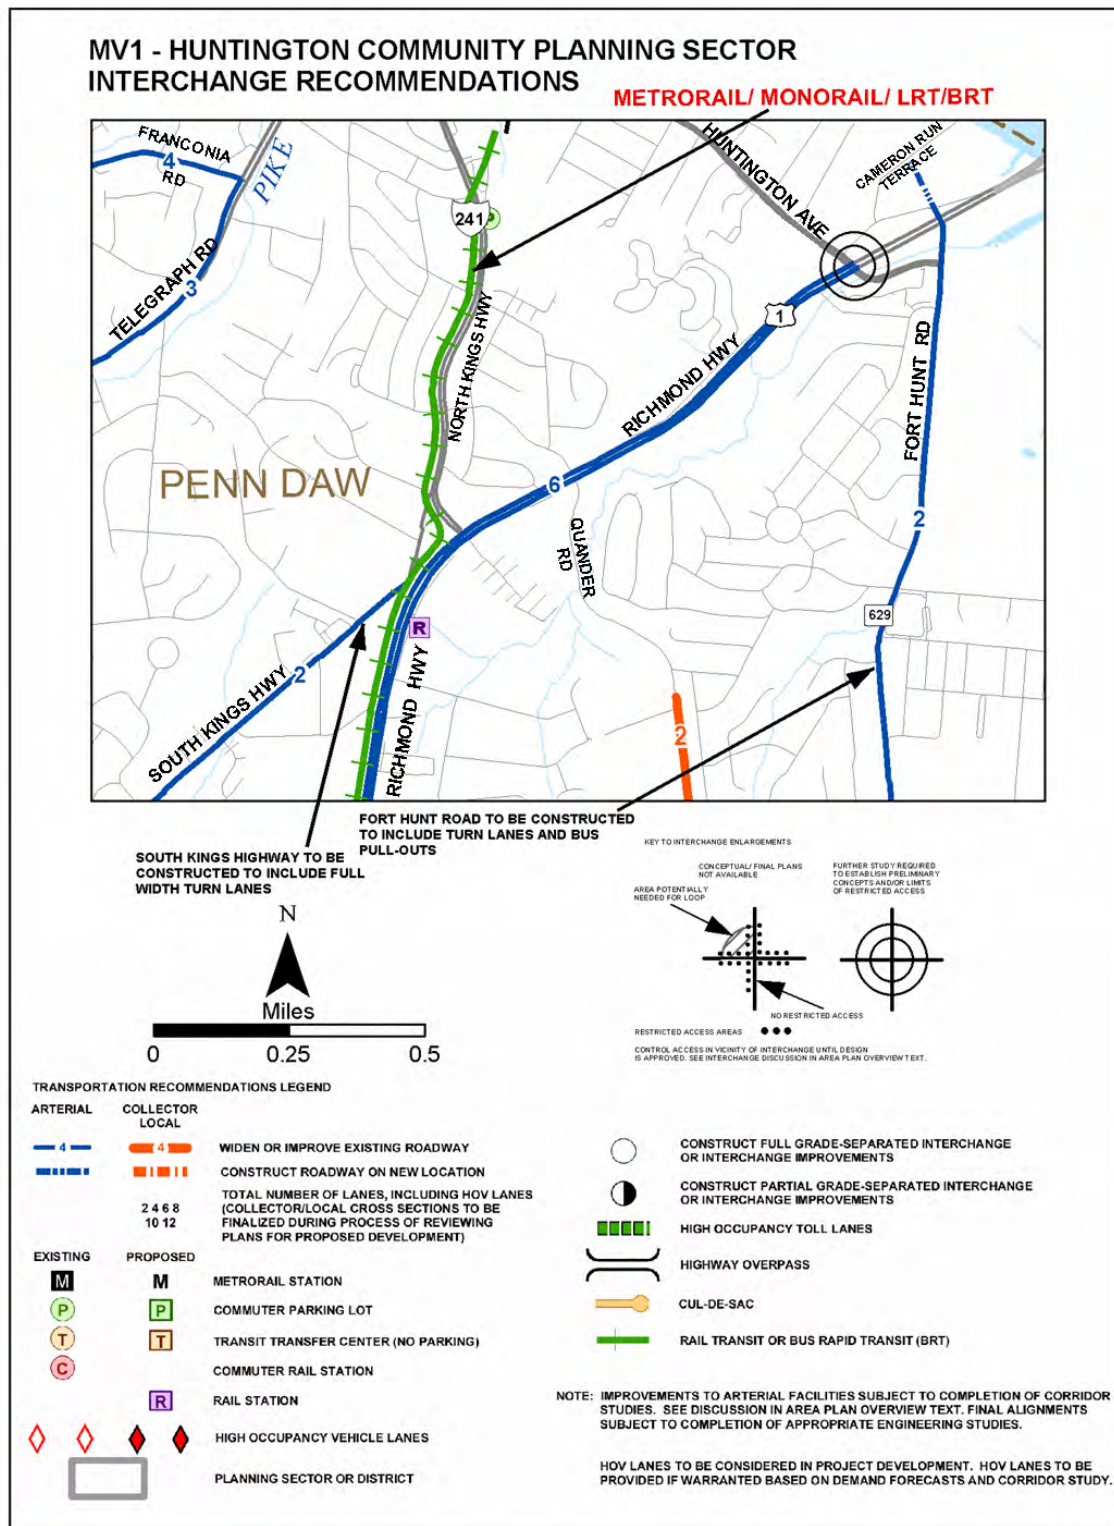 MV1 - HUNTINGTON COMMUNITY PLANNING SECTOR
INTERCHANGE RECOMMENDATIONS
METRORAIL/ MONORAIL/ LRT/BRT
FRANCONIA
RD
4
PIKE
TELEGRAPH RD
3
241
P
NORTH KINGS HWY
HUNTINGTON AVE
CAMERON RUN
TERRACE
1
RICHMOND HWY
FORT HUNT RD
PENN DAW
6
QUANDER
RD
2
629
R
SOUTH KINGS HWY
2
RICHMOND HWY
2
FORT HUNT ROAD TO BE CONSTRUCTED
TO INCLUDE TURN LANES AND BUS
PULL-OUTS
SOUTH KINGS HIGHWAY TO BE
CONSTRUCTED TO INCLUDE FULL
WIDTH TURN LANES
KEY TO INTERCHANGE ENLARGEMENTS
CONCEPTUAL/ FINAL PLANS
NOT AVAILABLE
FURTHER STUDY REQUIRED
TO ESTABLISH PRELIMINARY
CONCEPTS AND/OR LIMITS
OF RESTRICTED ACCESS
AREA POTENTIALLY
NEEDED FOR LOOP
NO RESTRICTED ACCESS
RESTRICTED ACCESS AREAS
CONTROL ACCESS IN VICINITY OF INTERCHANGE UNTIL DESIGN
IS APPROVED. SEE INTERCHANGE DISCUSSION IN AREA PLAN OVERVIEW TEXT.
N
Miles
0 0.25 0.5
TRANSPORTATION RECOMMENDATIONS LEGEND
ARTERIAL COLLECTOR
LOCAL
4 4 WIDEN OR IMPROVE EXISTING ROADWAY
CONSTRUCT ROADWAY ON NEW LOCATION
2 4 6 8
10 12
TOTAL NUMBER OF LANES, INCLUDING HOV LANES
(COLLECTOR/LOCAL CROSS SECTIONS TO BE
FINALIZED DURING PROCESS OF REVIEWING
PLANS FOR PROPOSED DEVELOPMENT)
EXISTING PROPOSED
M M METRORAIL STATION
P P COMMUTER PARKING LOT
T T TRANSIT TRANSFER CENTER (NO PARKING)
C COMMUTER RAIL STATION
R RAIL STATION
HIGH OCCUPANCY VEHICLE LANES
PLANNING SECTOR OR DISTRICT
CONSTRUCT FULL GRADE-SEPARATED INTERCHANGE
OR INTERCHANGE IMPROVEMENTS
CONSTRUCT PARTIAL GRADE-SEPARATED INTERCHANGE
OR INTERCHANGE IMPROVEMENTS
HIGH OCCUPANCY TOLL LANES
HIGHWAY OVERPASS
CUL-DE-SAC
RAIL TRANSIT OR BUS RAPID TRANSIT (BRT)
NOTE: IMPROVEMENTS TO ARTERIAL FACILITIES SUBJECT TO COMPLETION OF CORRIDOR
STUDIES. SEE DISCUSSION IN AREA PLAN OVERVIEW TEXT. FINAL ALIGNMENTS
SUBJECT TO COMPLETION OF APPROPRIATE ENGINEERING STUDIES.
HOV LANES TO BE CONSIDERED IN PROJECT DEVELOPMENT. HOV LANES TO BE
PROVIDED IF WARRANTED BASED ON DEMAND FORECASTS AND CORRIDOR STUDY.